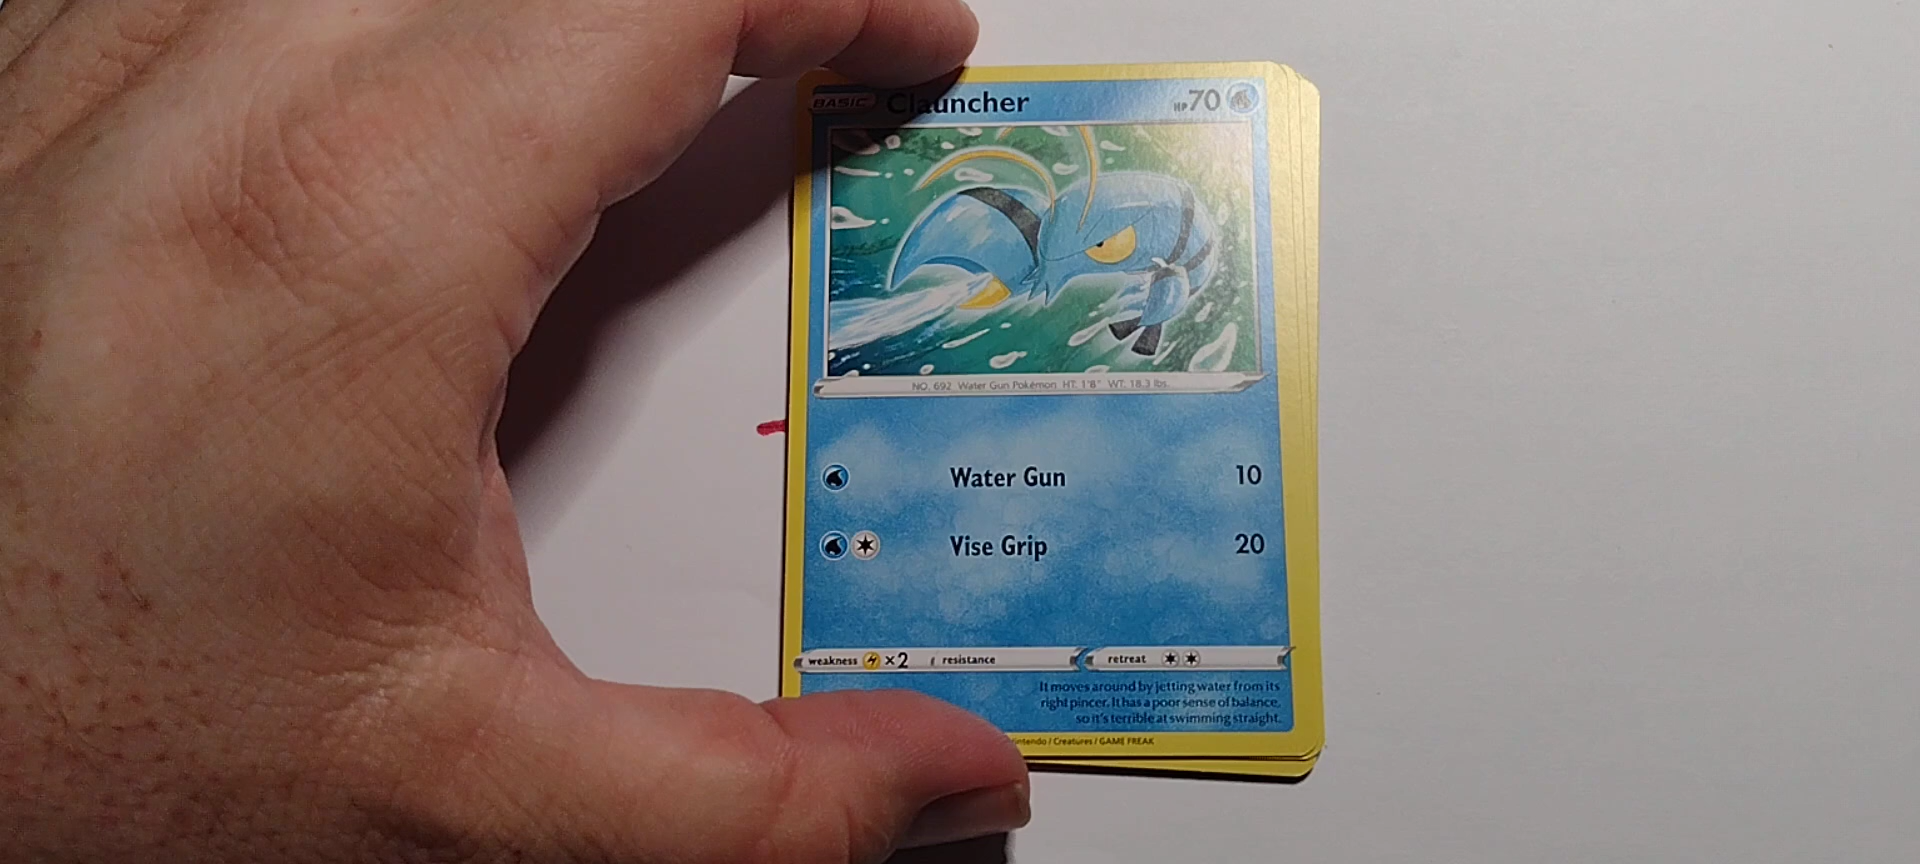 BASIC Clauncher HP 70
NO. 692 Water Gun Pokémon HT: 1'8" WT: 18.3 lbs.
Water Gun 10
Vise Grip 20
weakness ×2 resistance retreat
It moves around by jetting water from its
right pincer. It has a poor sense of balance,
so it's terrible at swimming straight.
Nintendo / Creatures / GAME FREAK